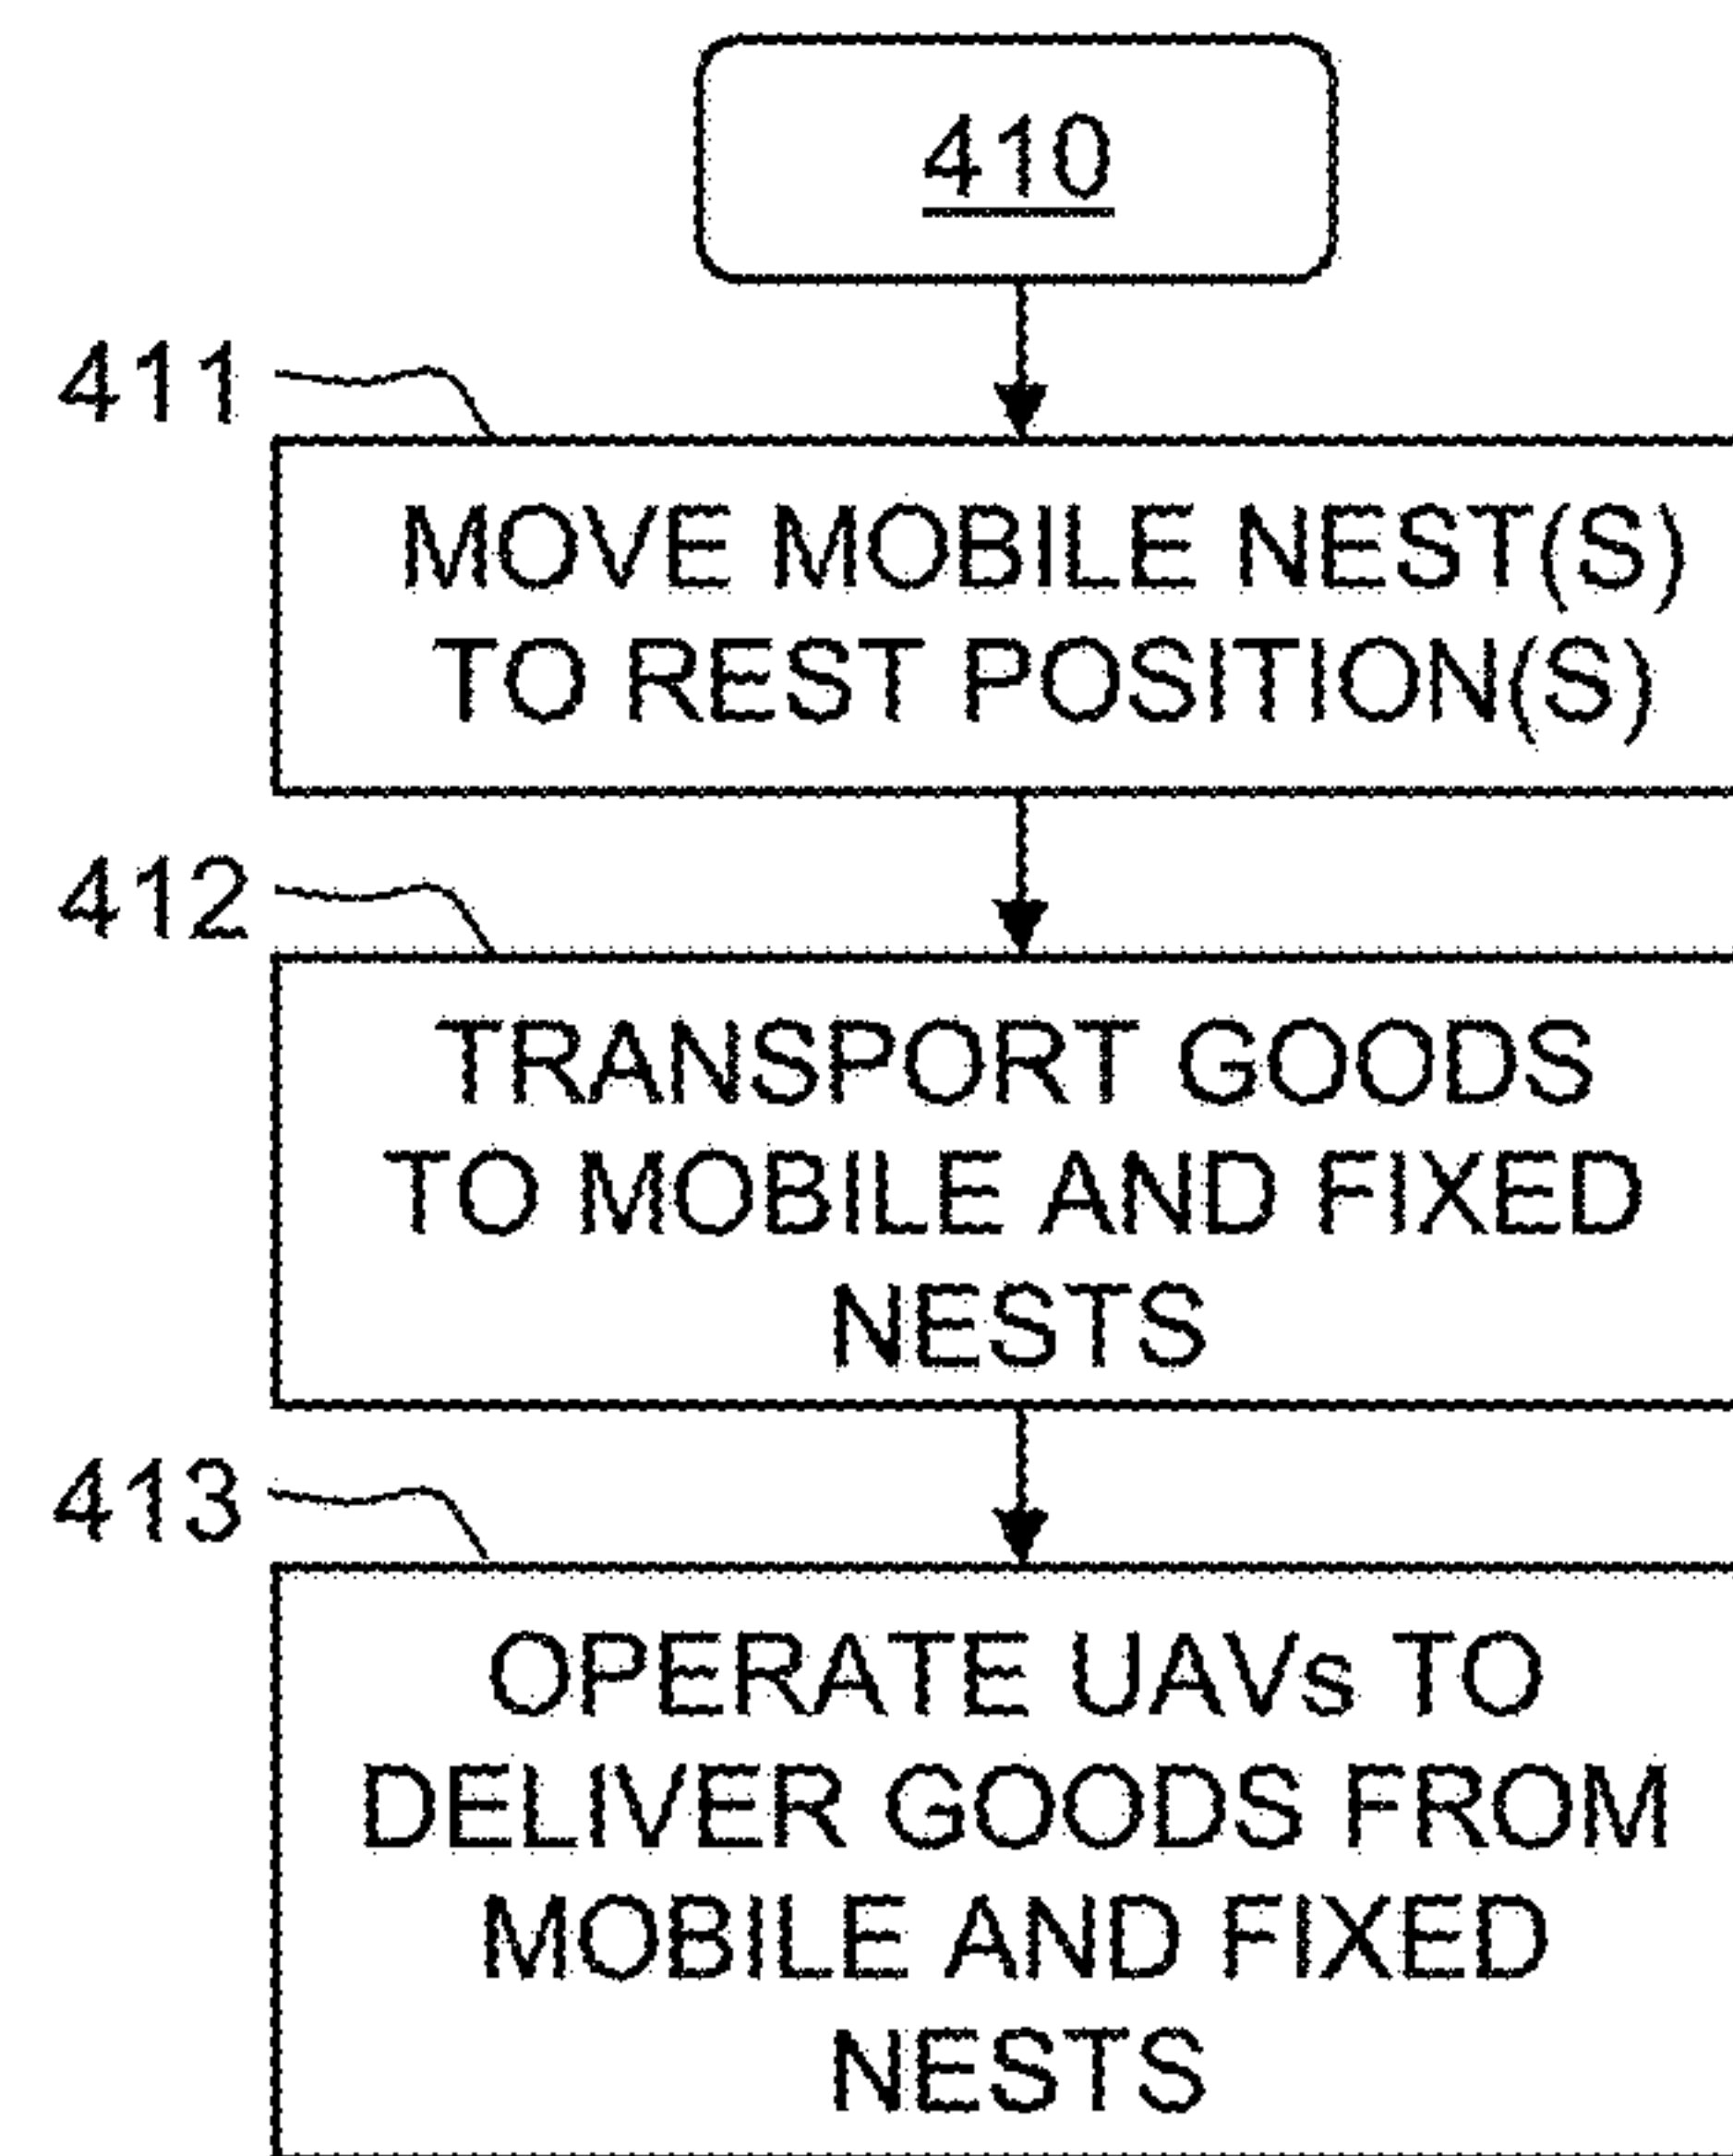 410
411
MOVE MOBILE NEST(S)
TO REST POSITION(S)
412
TRANSPORT GOODS
TO MOBILE AND FIXED
NESTS
413
OPERATE UAVs TO
DELIVER GOODS FROM
MOBILE AND FIXED
NESTS